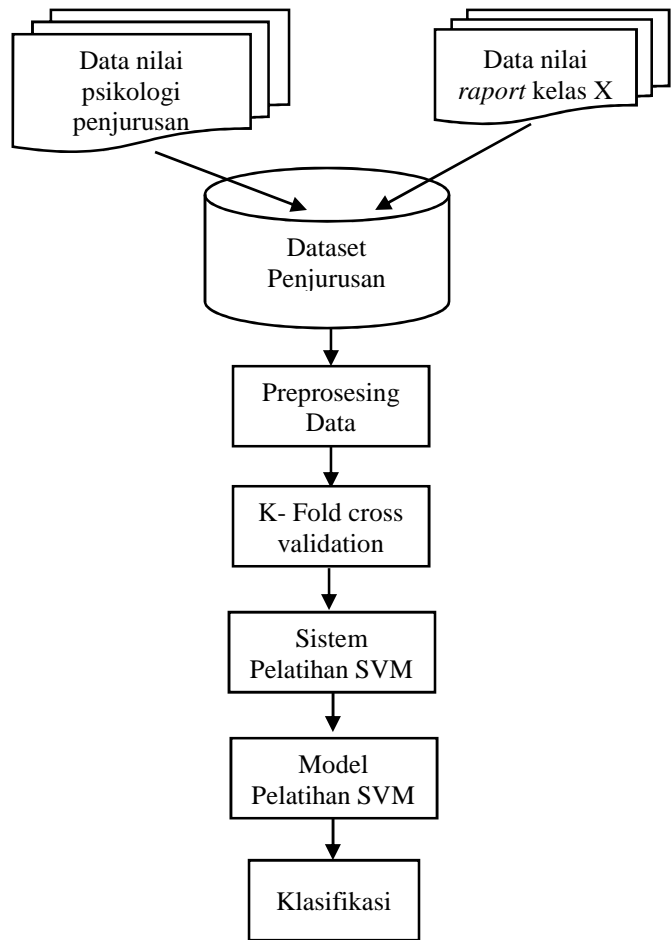 Data nilai
psikologi
penjurusan
Data nilai
raport kelas X
Dataset
Penjurusan
Preprosesing
Data
K- Fold cross
validation
Sistem
Pelatihan SVM
Model
Pelatihan SVM
Klasifikasi